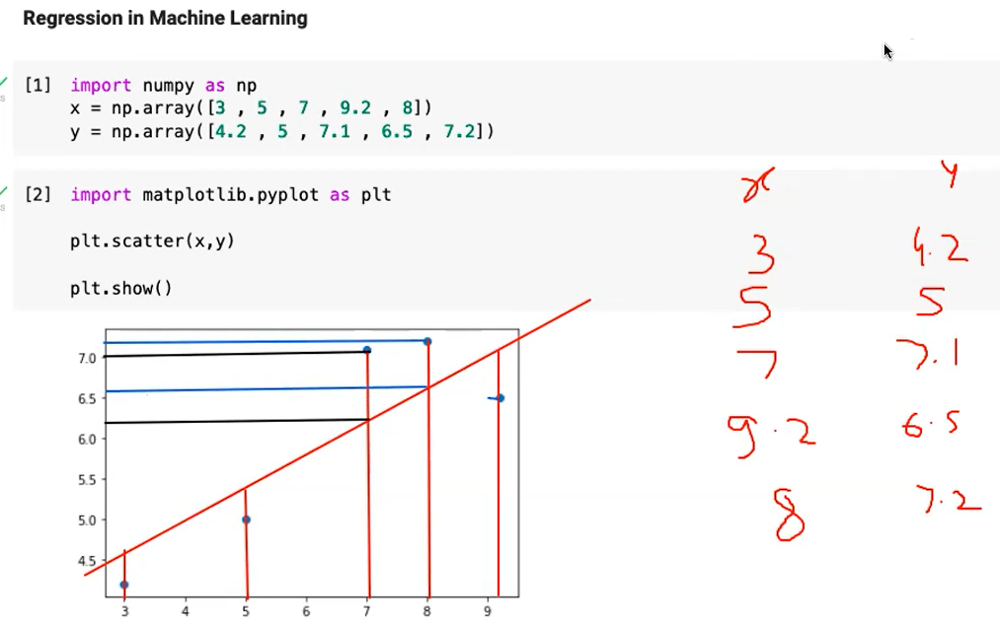 Regression in Machine Learning
[1] import numpy as np
x = np.array([3 , 5 , 7 , 9.2 , 8])
y = np.array([4.2 , 5 , 7.1 , 6.5 , 7.2])
[2] import matplotlib.pyplot as plt
plt.scatter(x,y)
plt.show()
x y
3 4.2
5 5
7 7.1
9.2 6.5
8 7.2
7.0
6.5
6.0
5.5
5.0
4.5
3 4 5 6 7 8 9